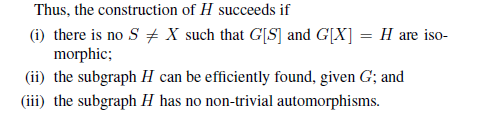 Thus, the construction of H succeeds if
(i) there is no S ≠ X such that G[S] and G[X] = H are iso-
morphic;
(ii) the subgraph H can be efficiently found, given G; and
(iii) the subgraph H has no non-trivial automorphisms.